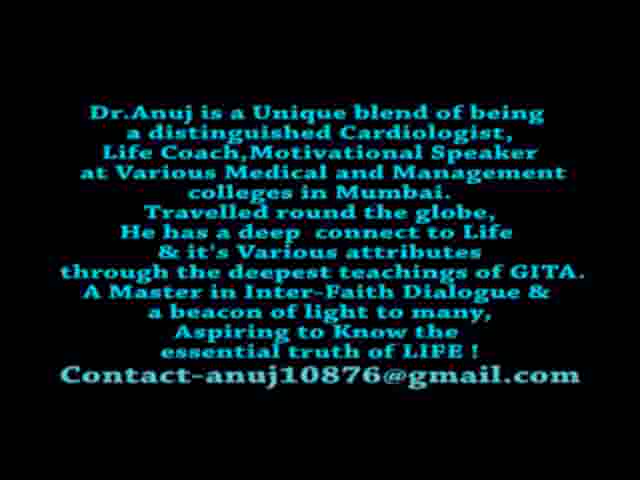 Dr.Anuj is a Unique blend of being
a distinguished Cardiologist,
Life Coach,Motivational Speaker
at Various Medical and Management
colleges in Mumbai.
Travelled round the globe,
He has a deep connect to Life
& it's Various attributes
through the deepest teachings of GITA.
A Master in Inter-Faith Dialogue &
a beacon of light to many,
Aspiring to Know the
essential truth of LIFE !
Contact-anuj10876@gmail.com